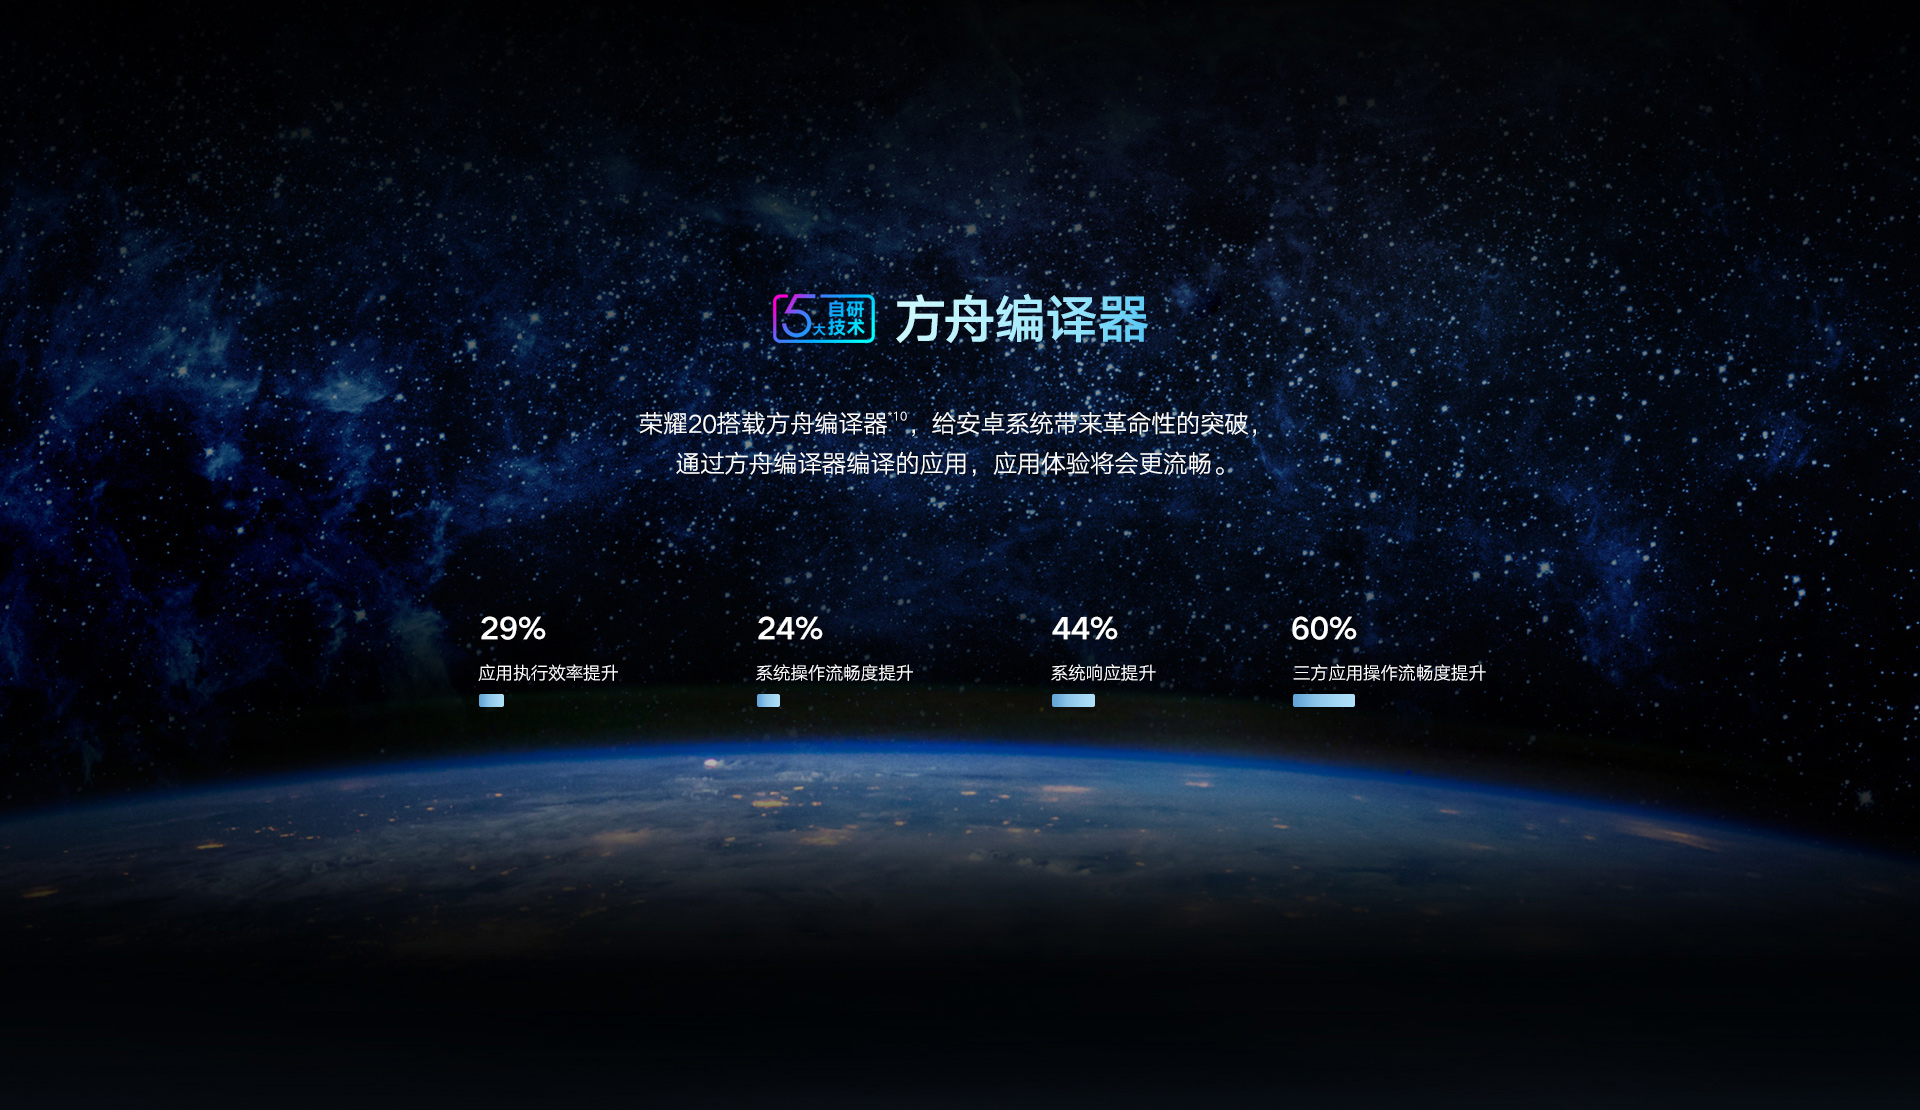 5大自研技术 方舟编译器
荣耀20搭载方舟编译器*10，给安卓系统带来革命性的突破，
通过方舟编译器编译的应用，应用体验将会更流畅。
29% 24% 44% 60%
应用执行效率提升 系统操作流畅度提升 系统响应提升 三方应用操作流畅度提升